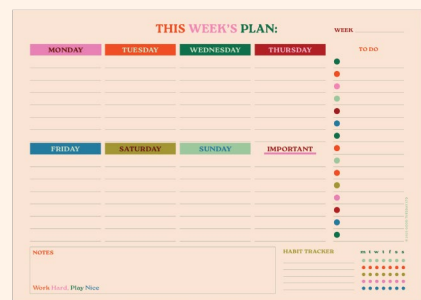 THIS WEEK'S PLAN:
WEEK
MONDAY TUESDAY WEDNESDAY THURSDAY
TO DO
FRIDAY SATURDAY SUNDAY IMPORTANT
NOTES
Work Hard, Play Nice
HABIT TRACKER
m t w t f s s